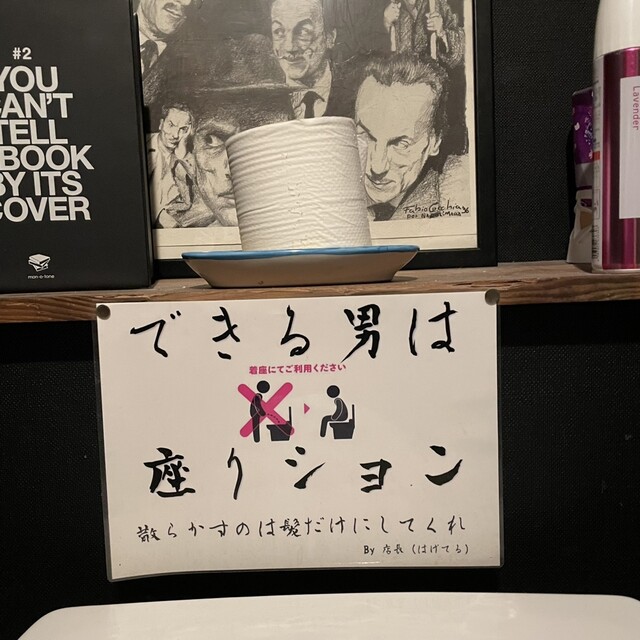 #2
YOU
CAN'T
TELL
BOOK
BY ITS
COVER
man-o-tone
Lavender
できる男は
着座にてご利用ください
座りション
散らかすのは髪だけにしてくれ
By 店長(はげてる)